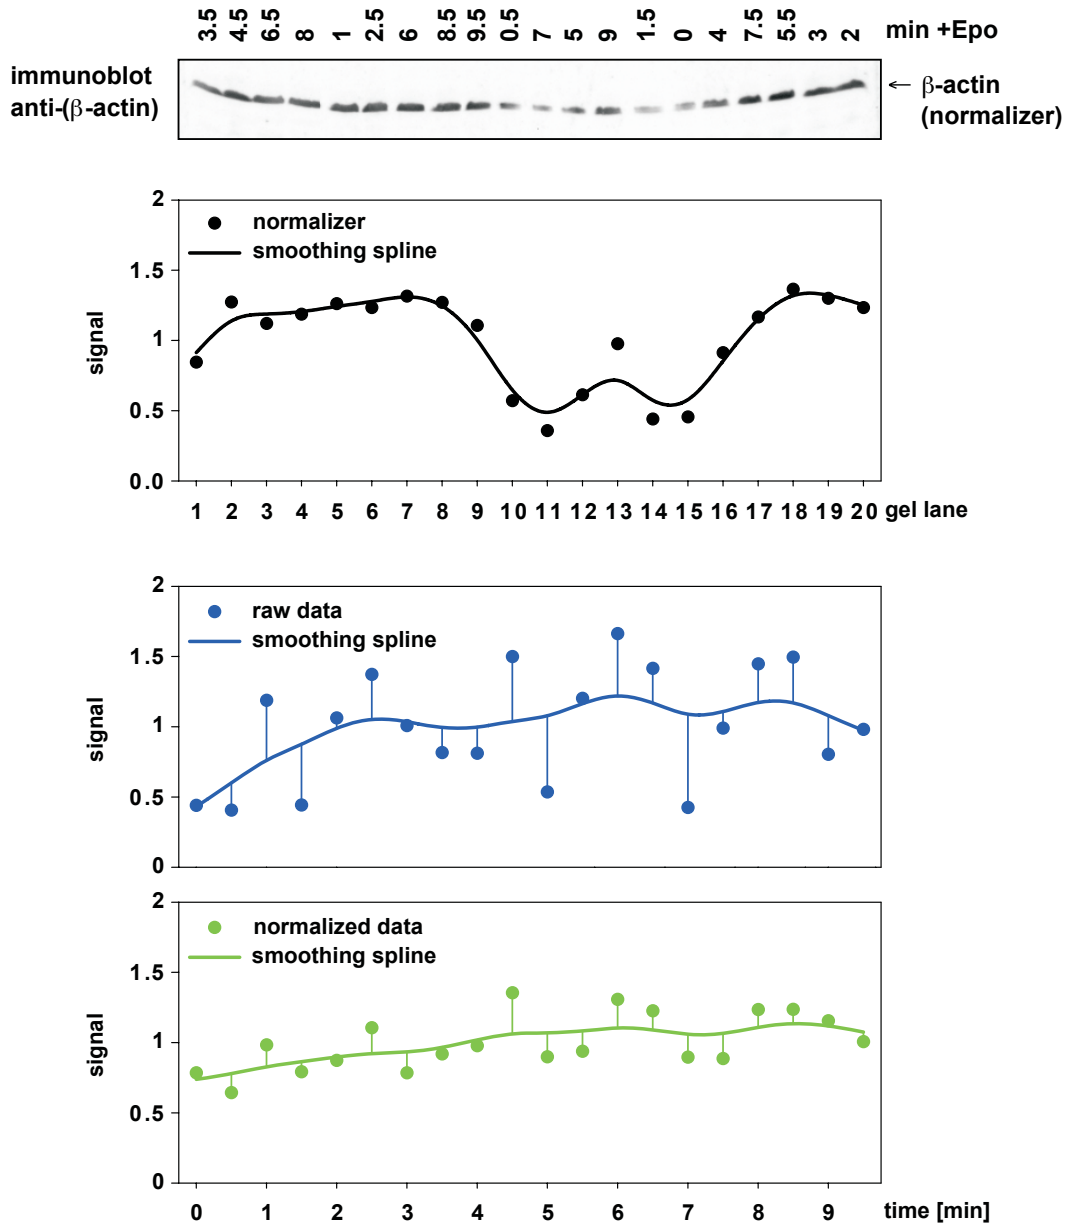 3.5 4.5 6.5 8 1 2.5 6 8.5 9.5 0.5 7 5 9 1.5 0 4 7.5 5.5 3 2 min +Epo
immunoblot
anti-(β-actin)
← β-actin
(normalizer)
2
normalizer
smoothing spline
1.5
1
signal
0.5
0.0
1 2 3 4 5 6 7 8 9 10 11 12 13 14 15 16 17 18 19 20 gel lane
2
raw data
smoothing spline
1.5
1
signal
0.5
0
2
normalized data
smoothing spline
1.5
1
signal
0.5
0
0 1 2 3 4 5 6 7 8 9 time [min]